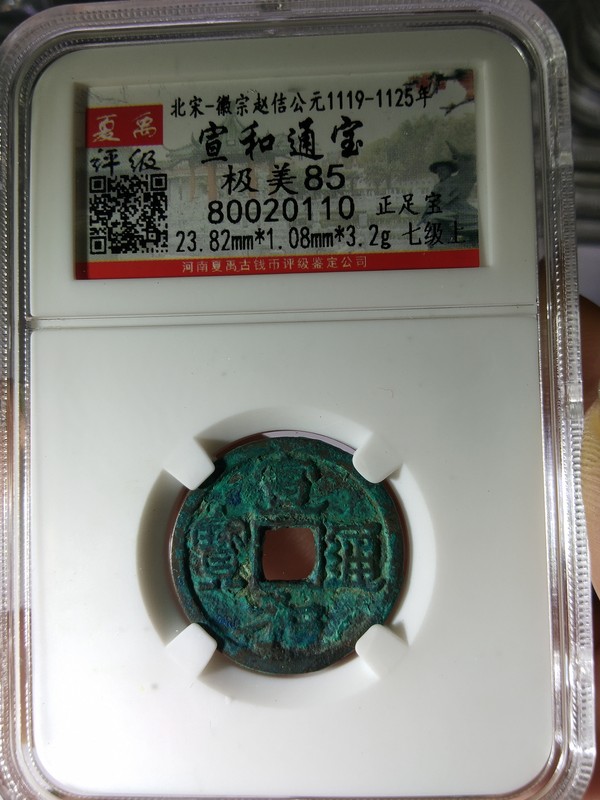 北宋-徽宗赵佶公元1119-1125年
夏禹
评级
宣和通宝
极美85
80020110 正足宝
23.82mm*1.08mm*3.2g 七级上
河南夏禹古钱币评级鉴定公司
宣
寶 通
和